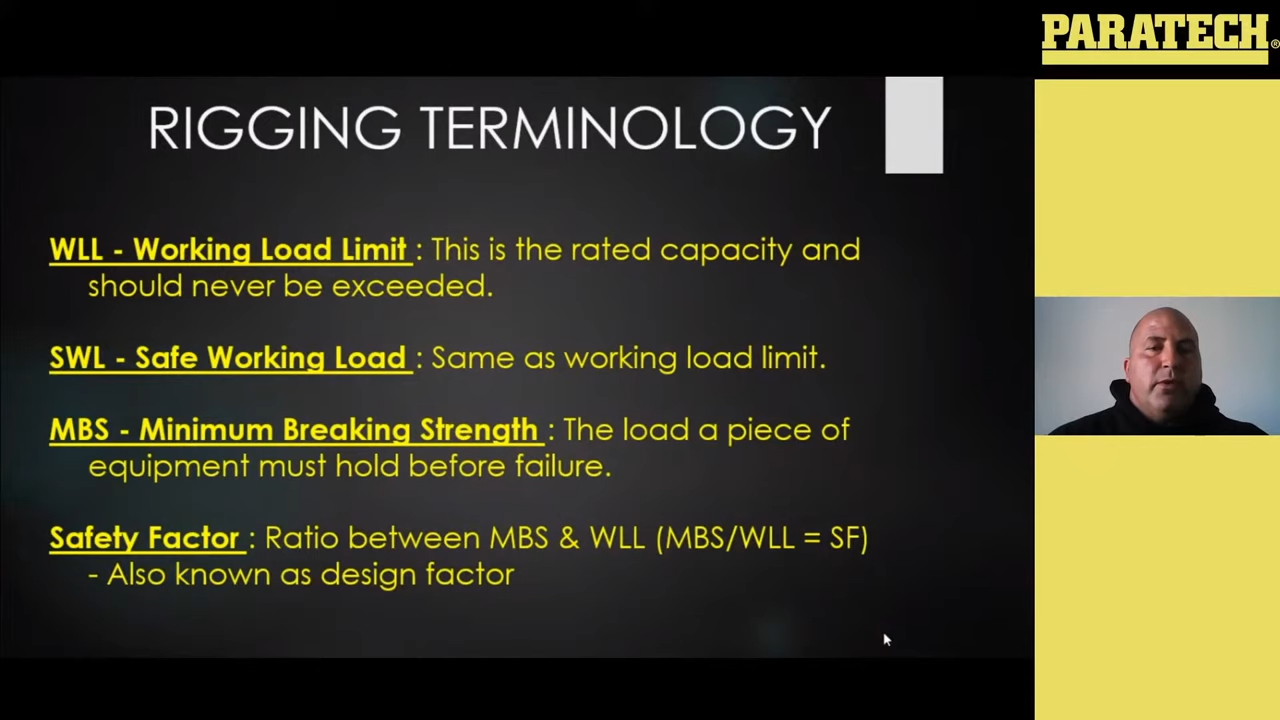 PARATECH®
RIGGING TERMINOLOGY
WLL - Working Load Limit : This is the rated capacity and
should never be exceeded.
SWL - Safe Working Load : Same as working load limit.
MBS - Minimum Breaking Strength : The load a piece of
equipment must hold before failure.
Safety Factor : Ratio between MBS & WLL (MBS/WLL = SF)
- Also known as design factor